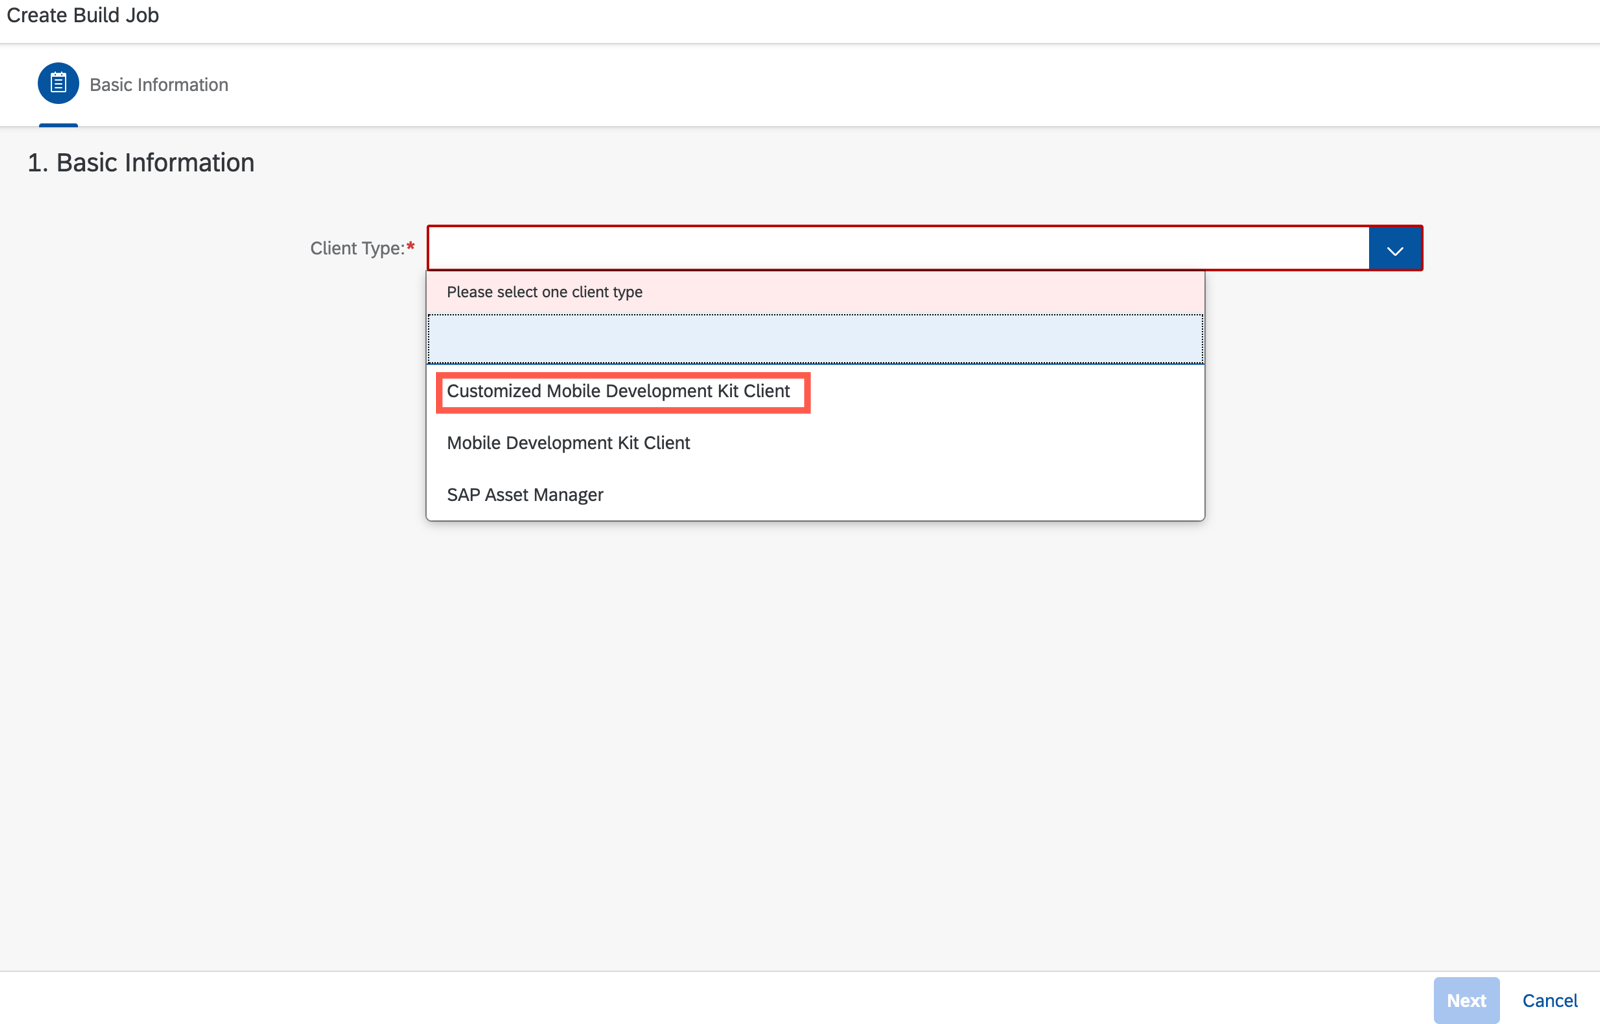 Create Build Job
Basic Information
1. Basic Information
Client Type:*
Please select one client type
Customized Mobile Development Kit Client
Mobile Development Kit Client
SAP Asset Manager
Next
Cancel